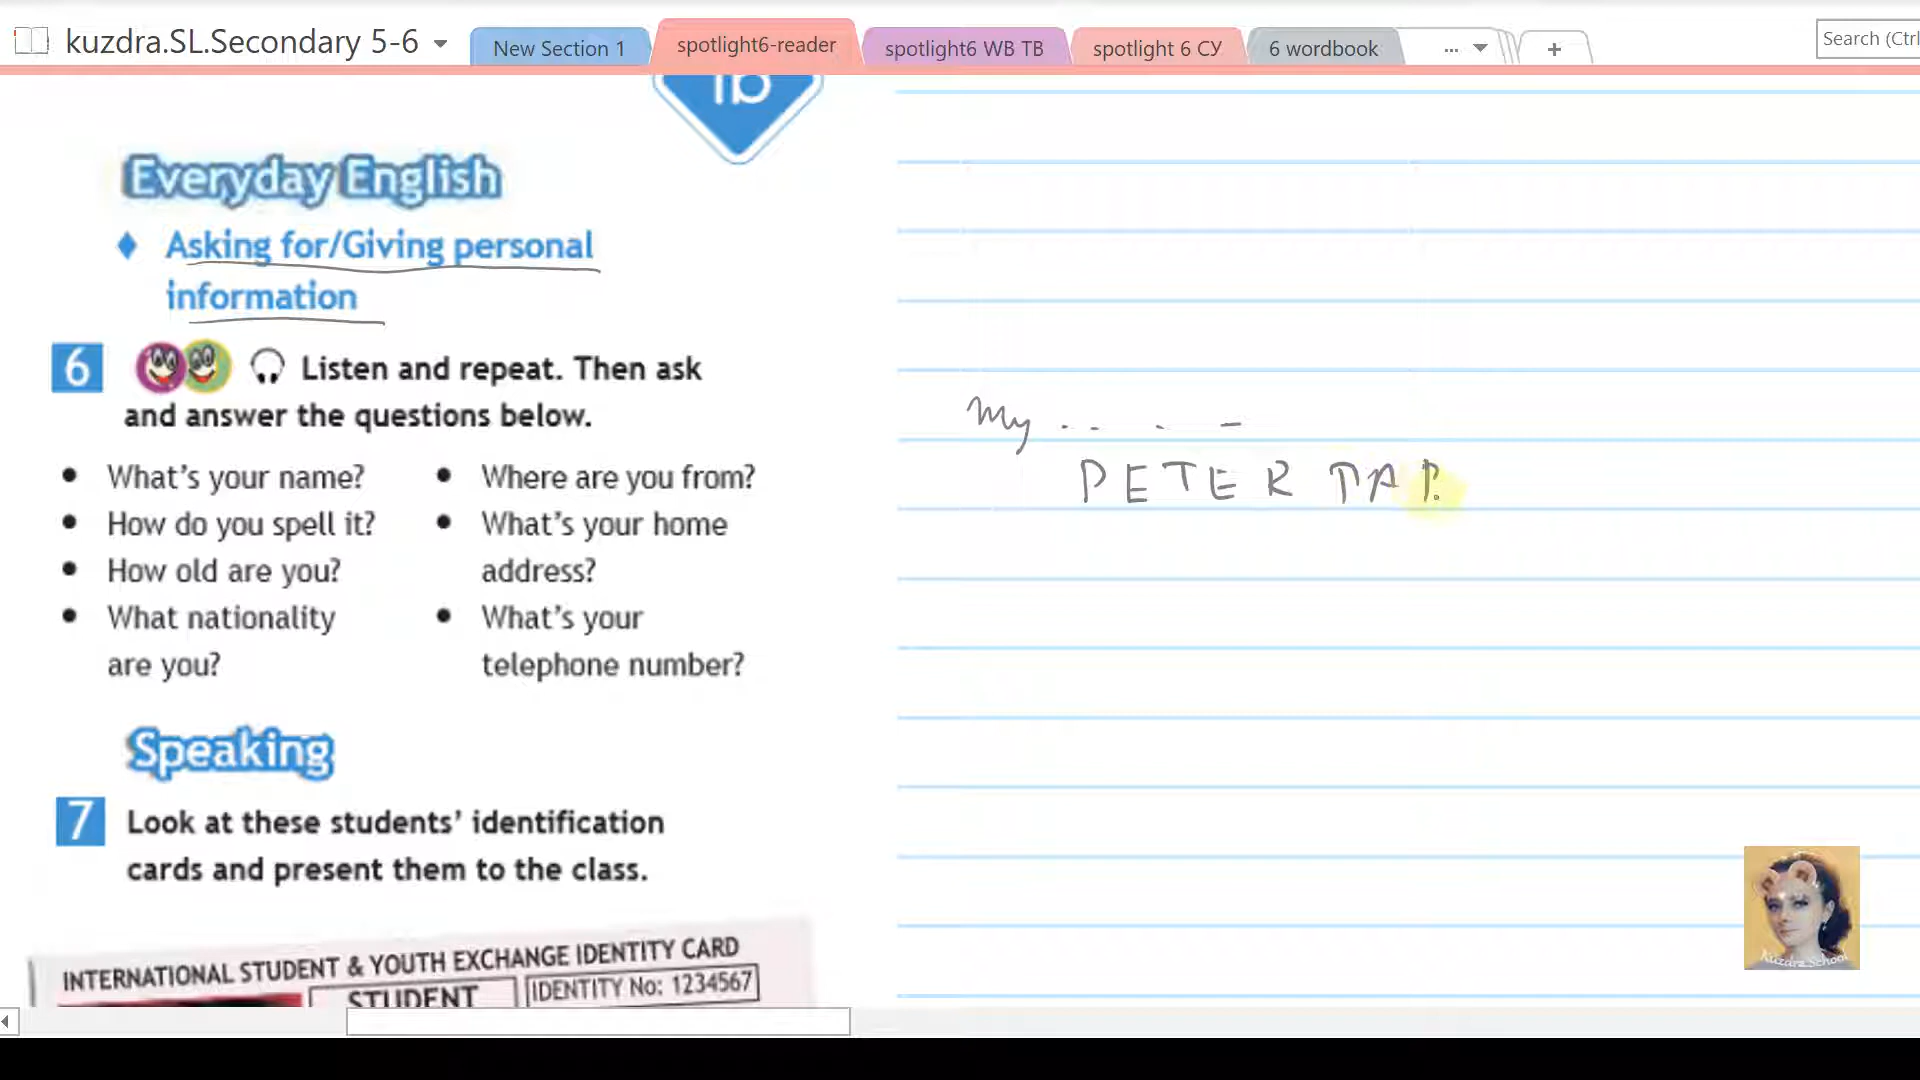 kuzdra.SL.Secondary 5-6
New Section 1
spotlight6-reader
spotlight6 WB TB
spotlight 6 СУ
6 wordbook
...
+
Search (Ctrl
1b
Everyday English
Asking for/Giving personal
information
6 Listen and repeat. Then ask
and answer the questions below.
• What's your name?
• How do you spell it?
• How old are you?
• What nationality
are you?
• Where are you from?
• What's your home
address?
• What's your
telephone number?
Speaking
7 Look at these students' identification
cards and present them to the class.
INTERNATIONAL STUDENT & YOUTH EXCHANGE IDENTITY CARD
STUDENT
IDENTITY No: 1234567
My .. . –
PETER
Kuzdra.School